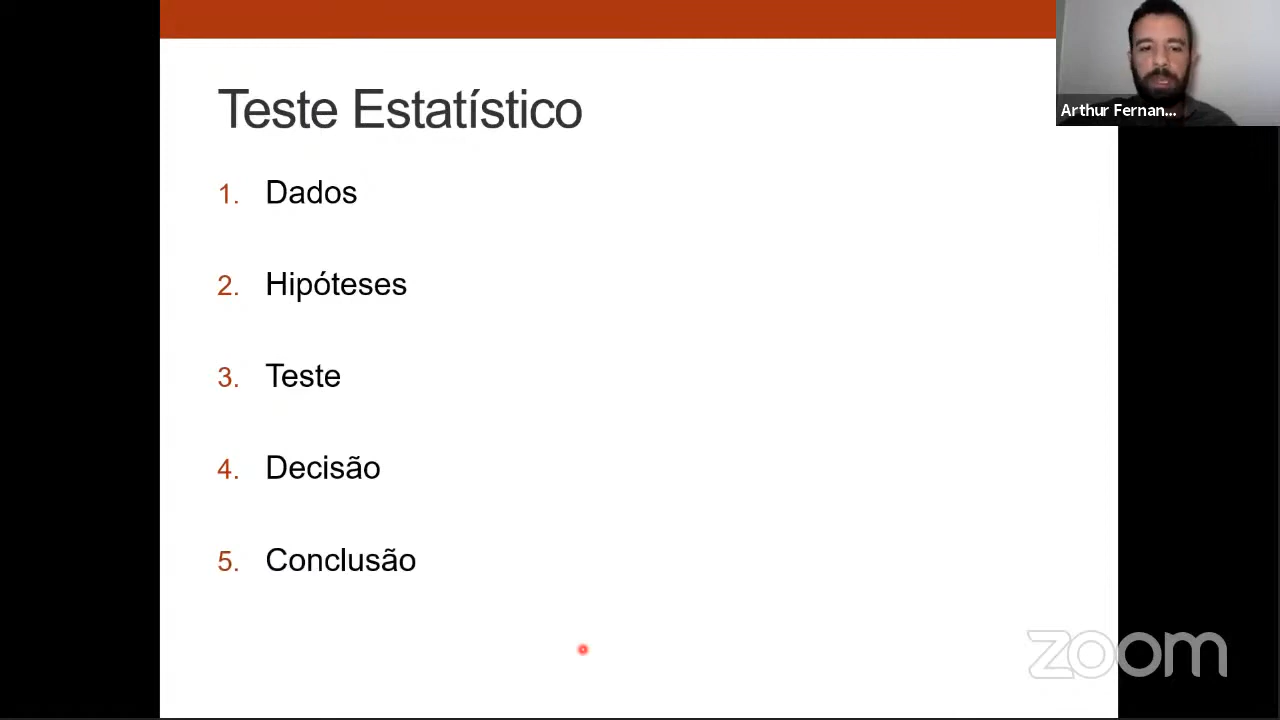 Teste Estatístico
1. Dados
2. Hipóteses
3. Teste
4. Decisão
5. Conclusão
Arthur Fernan...
zoom